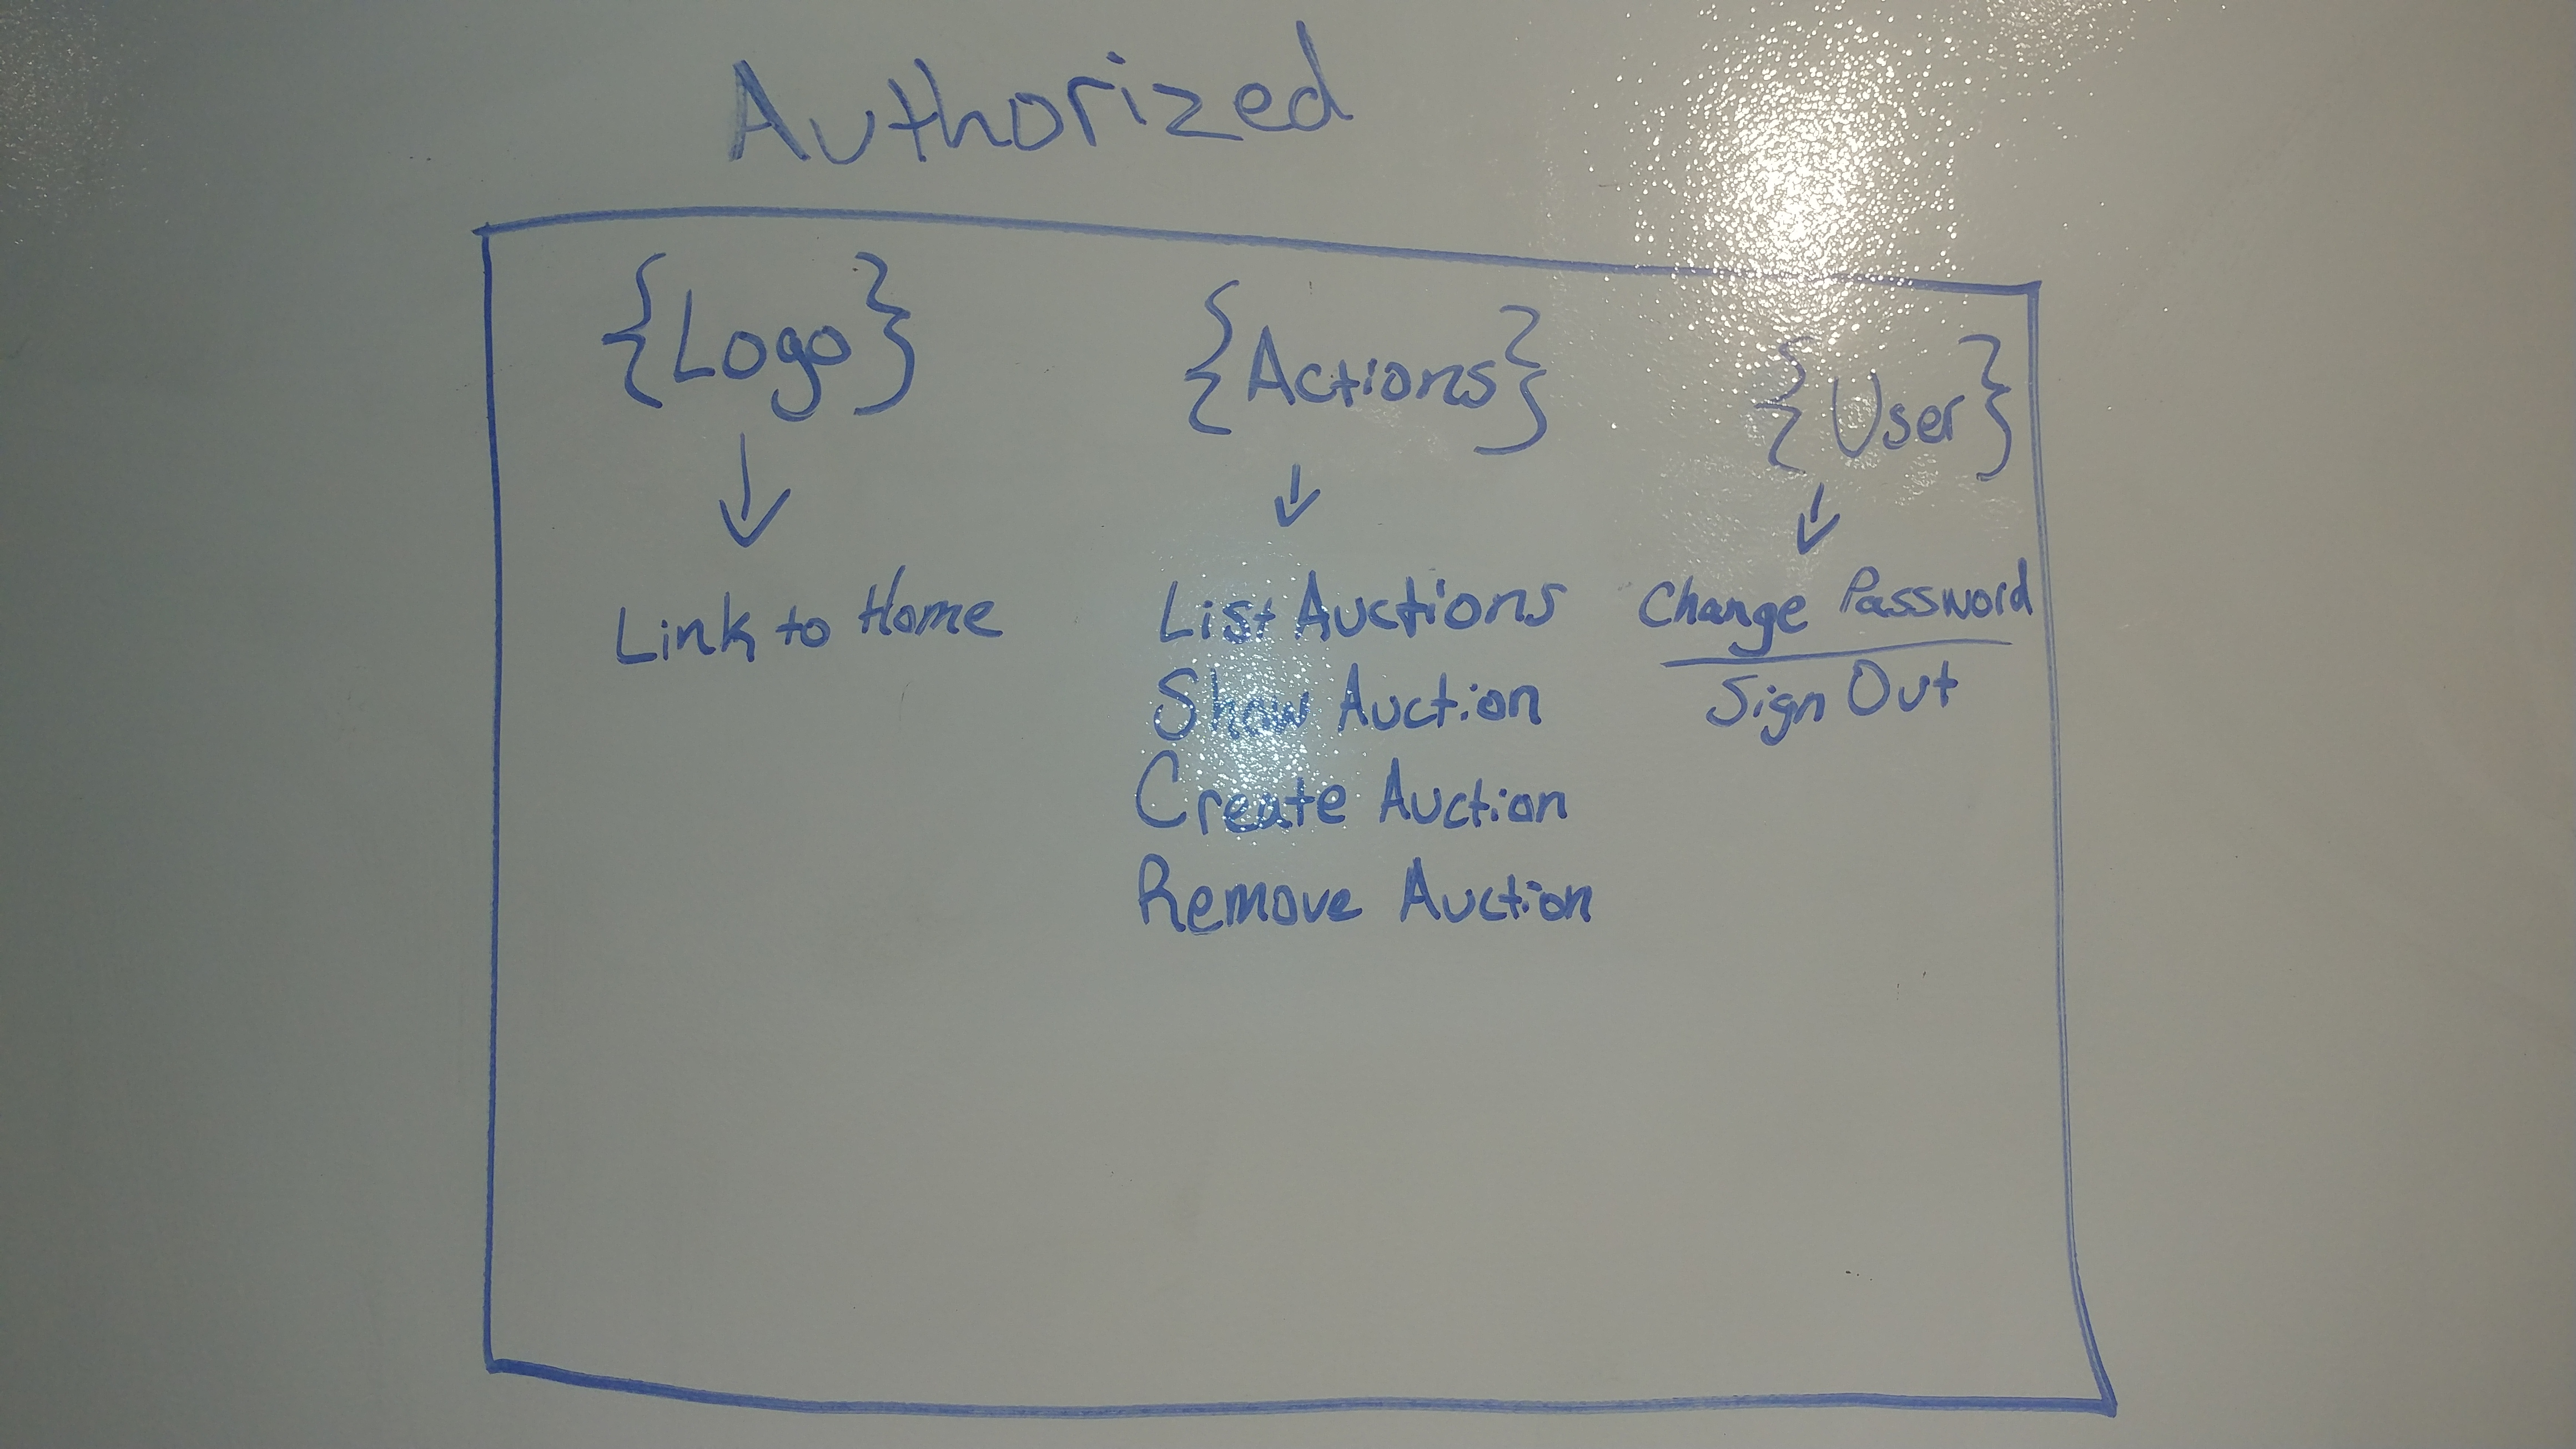 Authorized
{Logo} {Actions} {User}
Link to Home
List Auctions
Show Auction
Create Auction
Remove Auction
Change Password
Sign Out